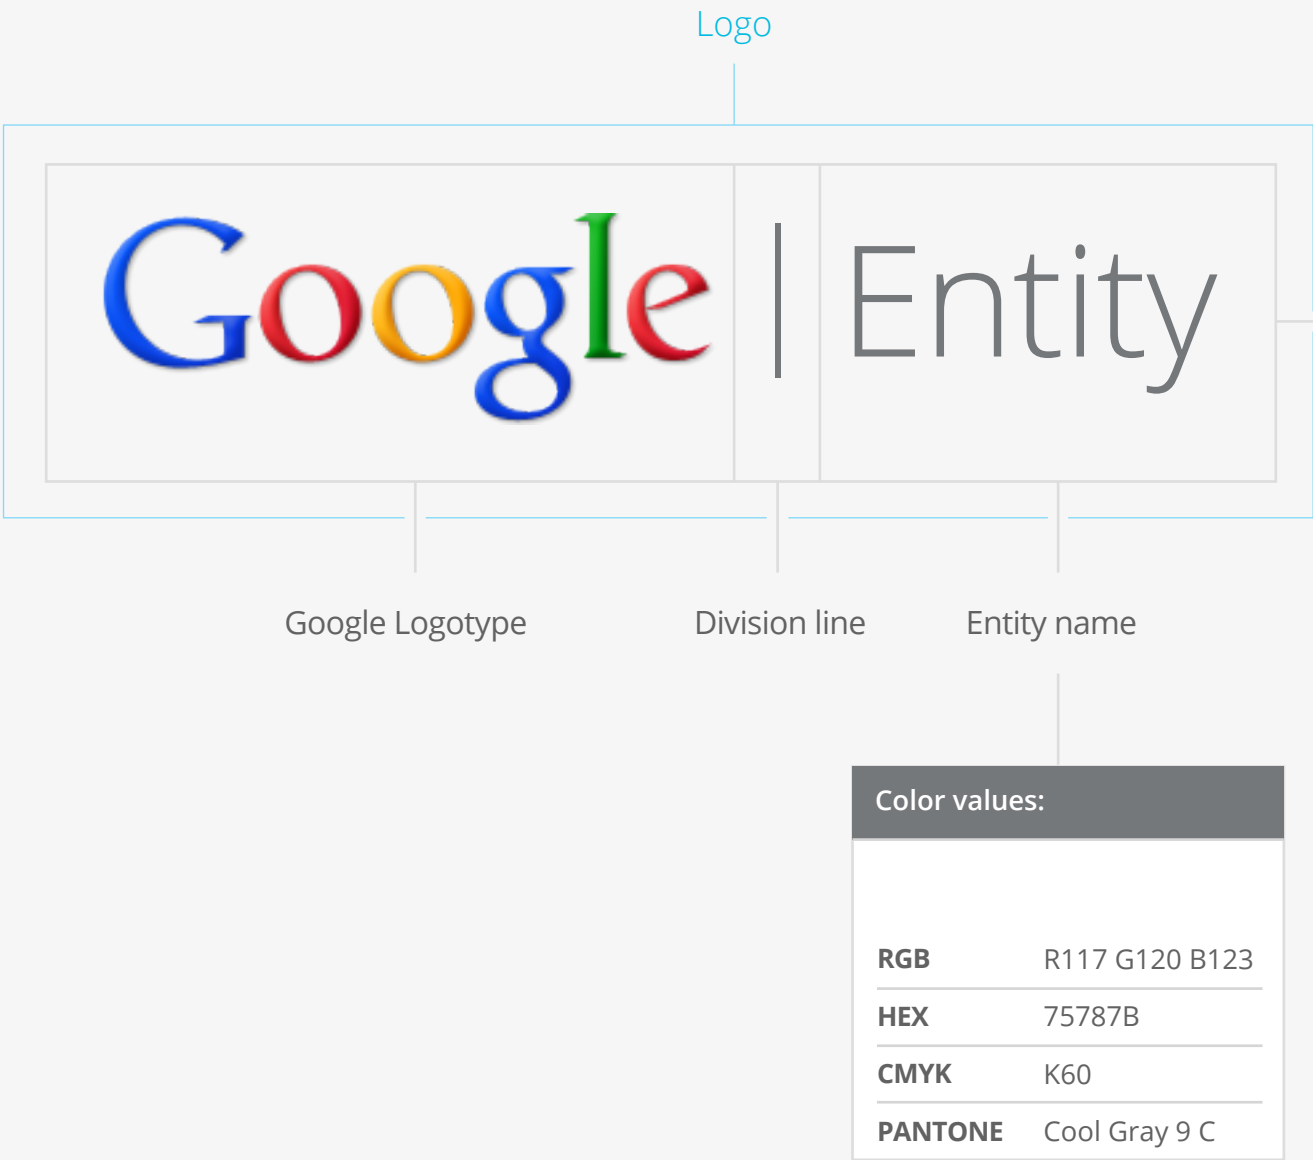 Logo
Google | Entity
Google Logotype
Division line
Entity name
Color values:
RGB R117 G120 B123
HEX 75787B
CMYK K60
PANTONE Cool Gray 9 C